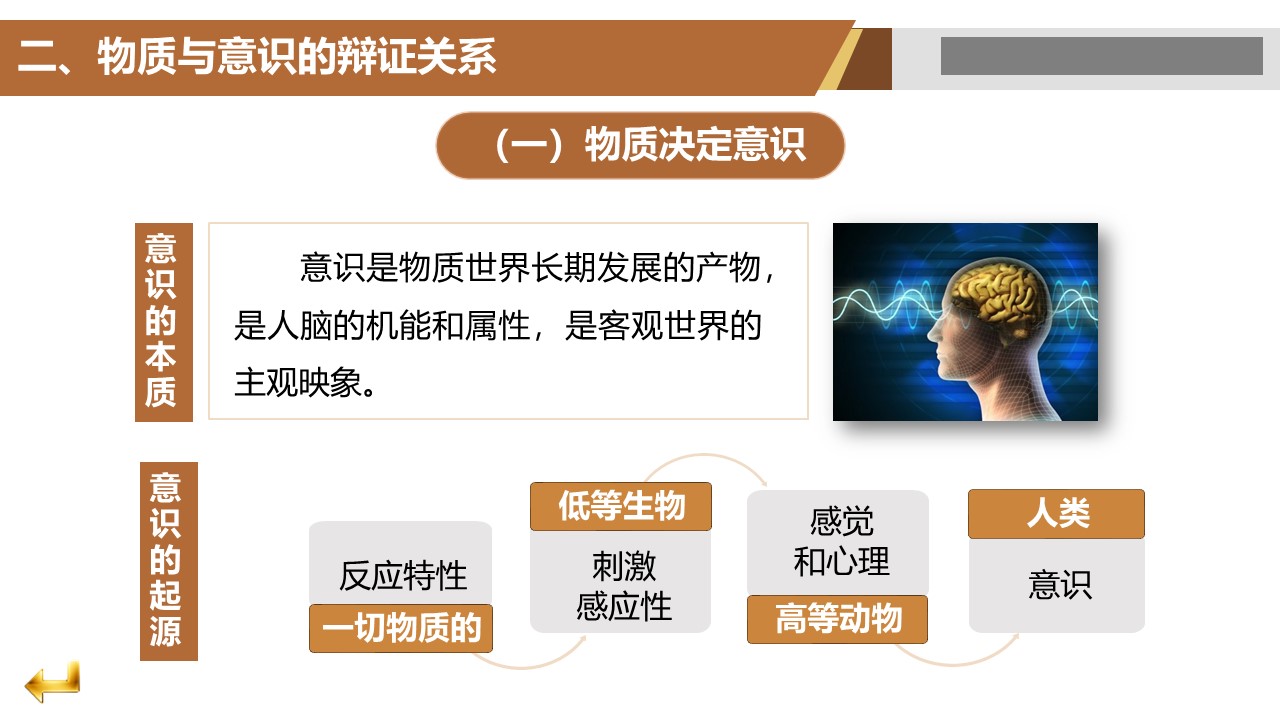 二、物质与意识的辩证关系
（一）物质决定意识
意识的本质
意识是物质世界长期发展的产物，
是人脑的机能和属性，是客观世界的
主观映象。
意识的起源
反应特性
一切物质的
低等生物
刺激
感应性
感觉
和心理
高等动物
人类
意识